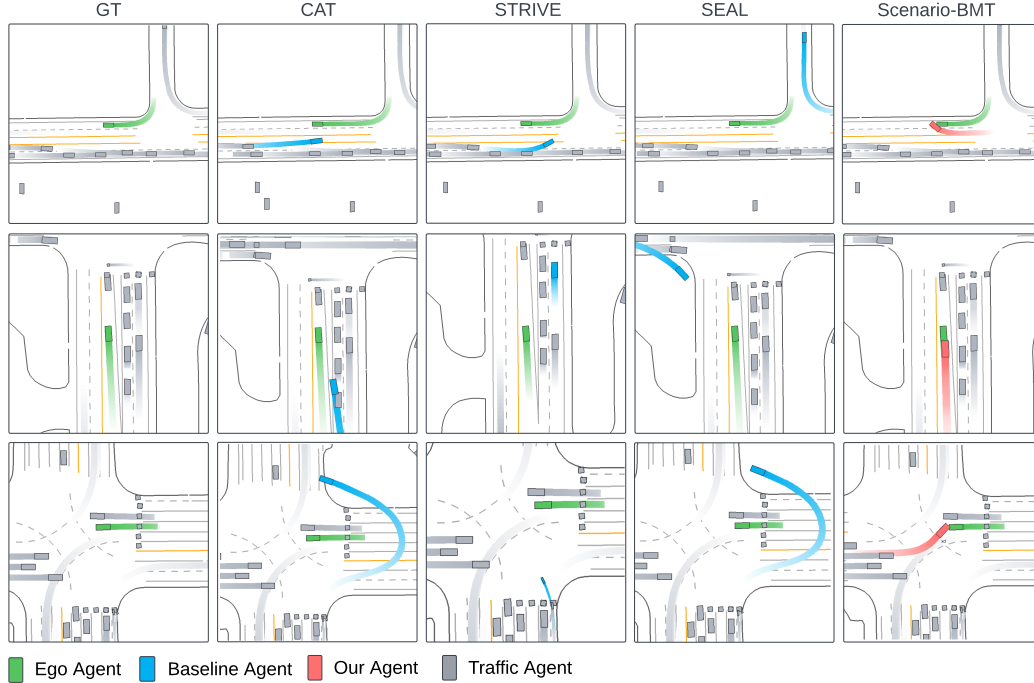 GT CAT STRIVE SEAL Scenario-BMT
Ego Agent Baseline Agent Our Agent Traffic Agent